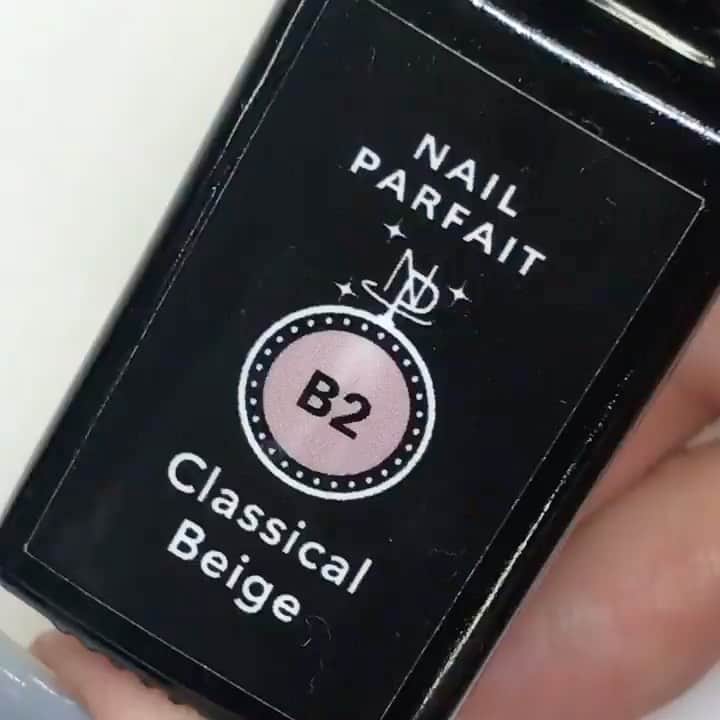 NAIL
PARFAIT
NP
B2
Classical
Beige